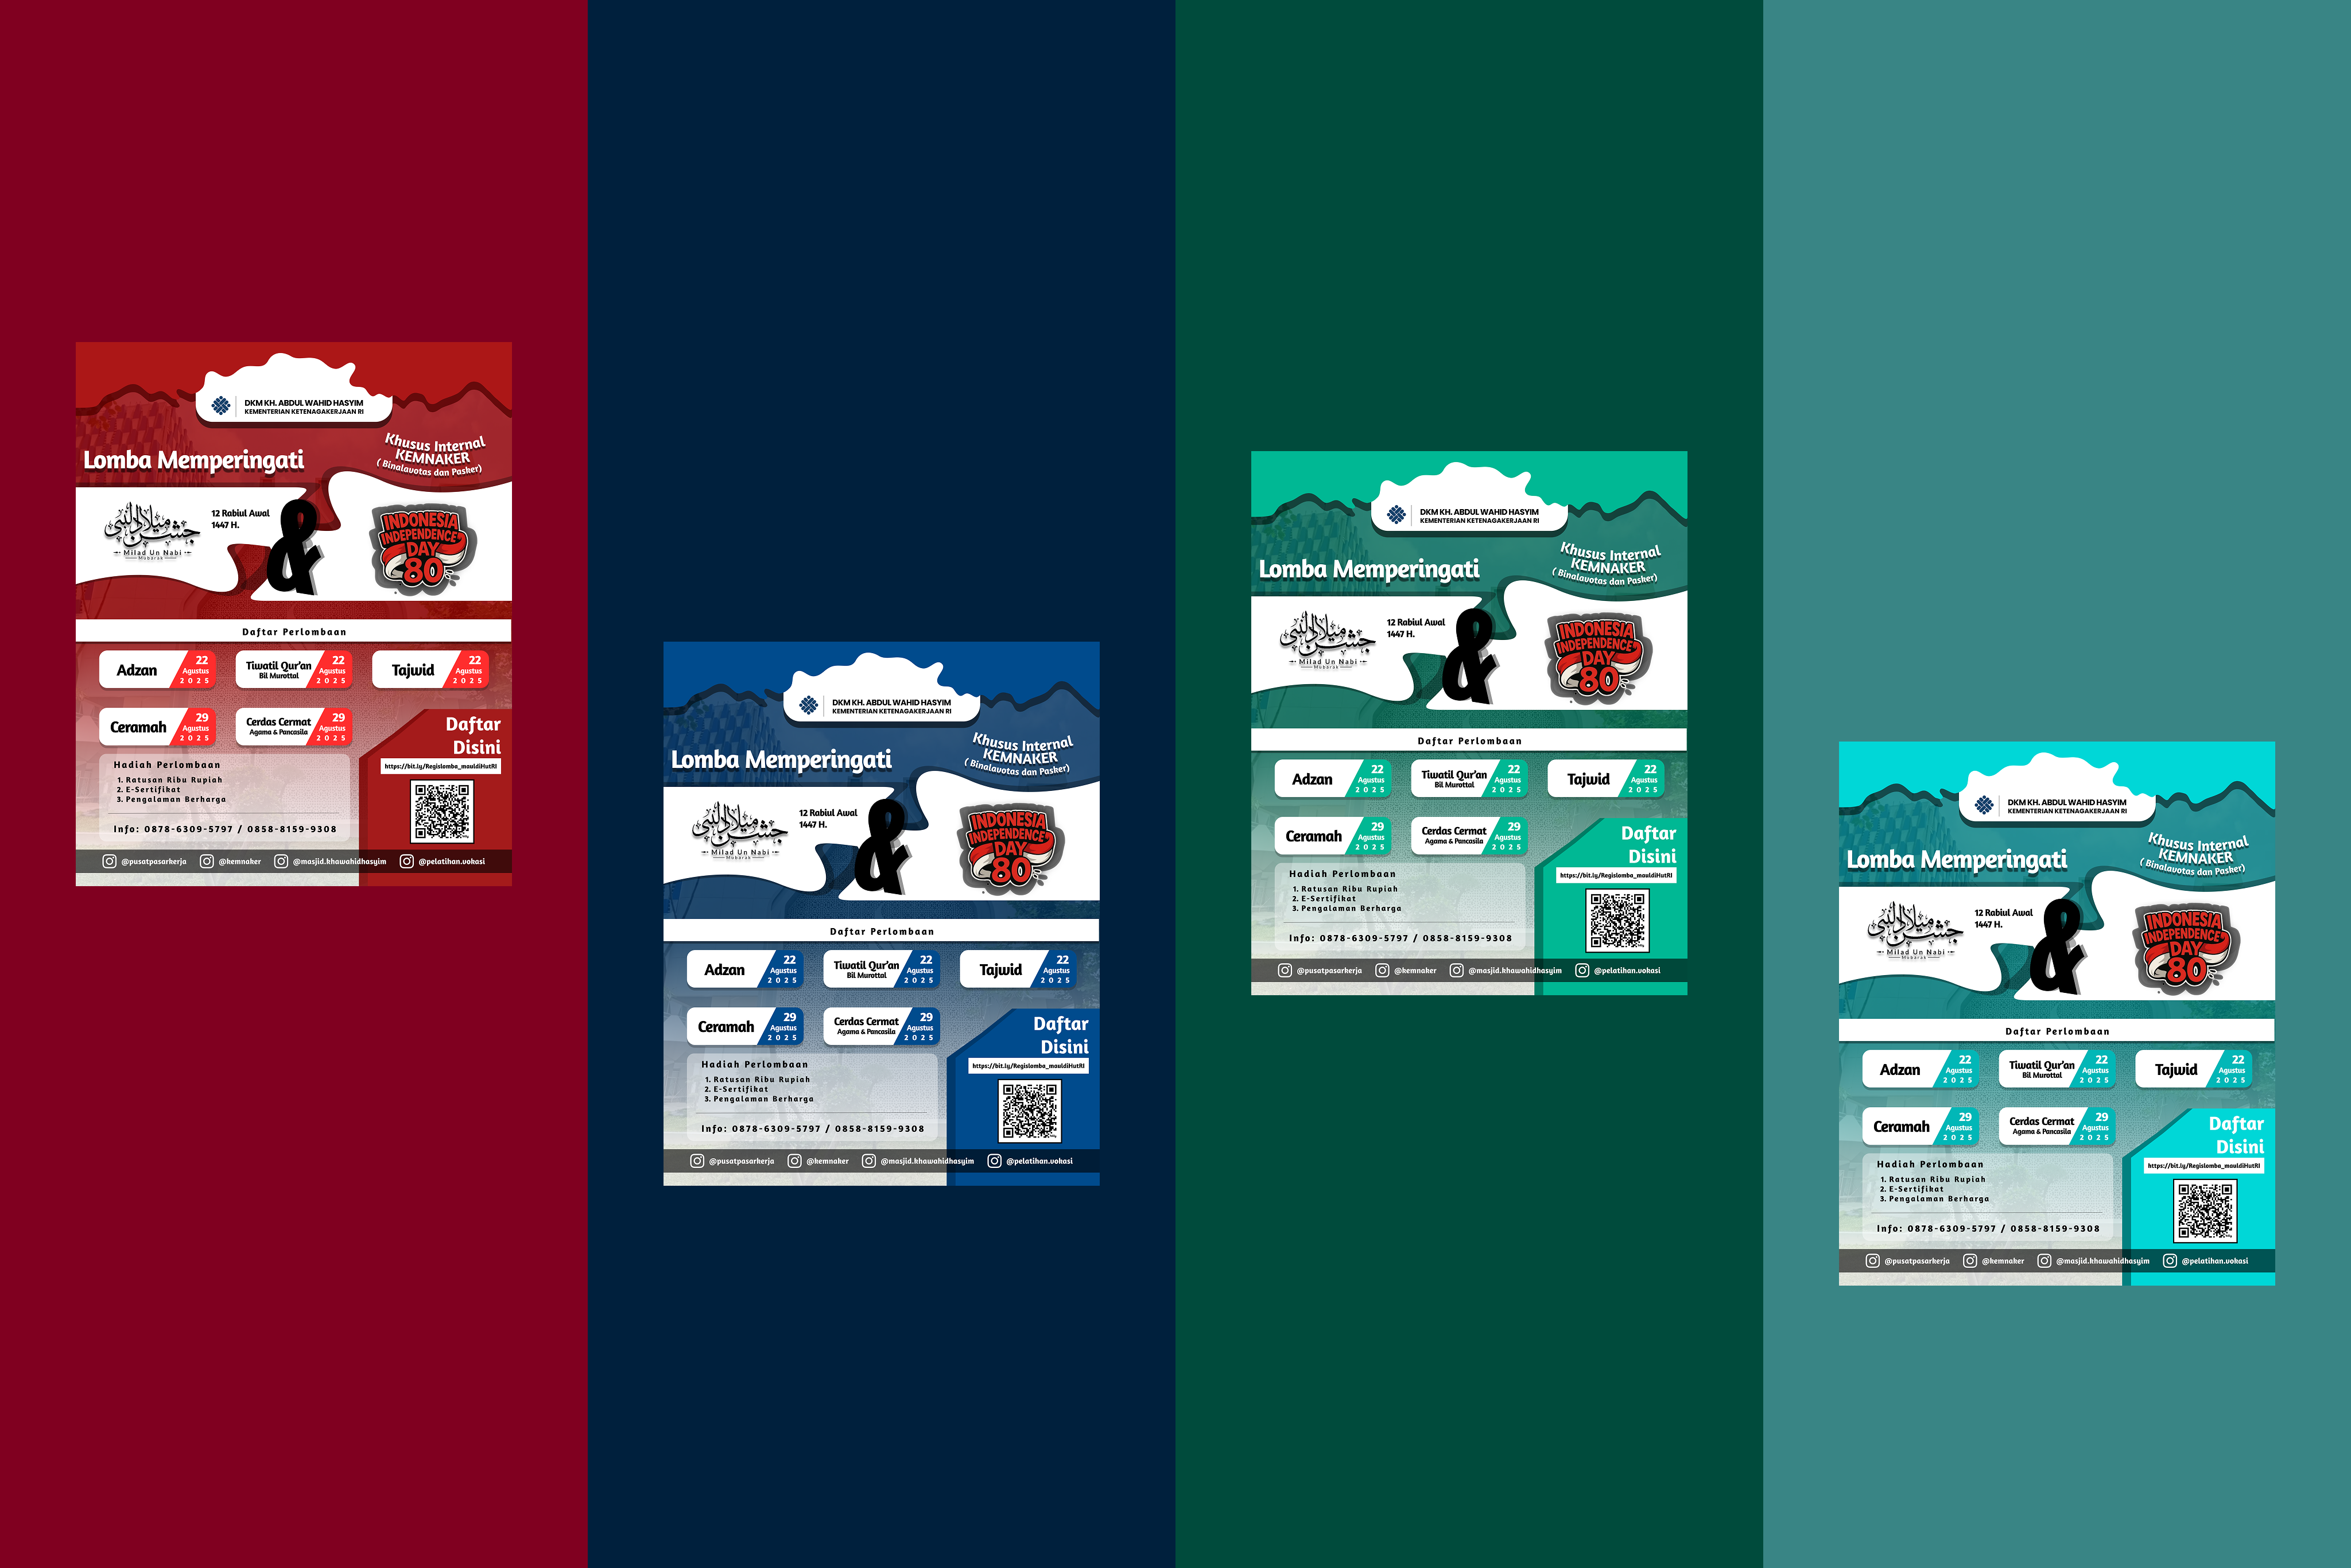 DKM KH. ABDUL WAHID HASYIM
KEMENTERIAN KETENAGAKERJAAN RI
Khusus Internal
KEMNAKER
( Binalavotas dan Pasker)
Lomba Memperingati
جشن ميلاد النبي
Milad Un Nabi
Mubarak
12 Rabiul Awal
1447 H.
&
INDONESIA
INDEPENDENCE
DAY
80
Daftar Perlombaan
Adzan
22
Agustus
2025
Tiwatil Qur'an
Bil Murottal
22
Agustus
2025
Tajwid
22
Agustus
2025
Ceramah
29
Agustus
2025
Cerdas Cermat
Agama & Pancasila
29
Agustus
2025
Daftar
Disini
https://bit.ly/Regislomba_mauldiHutRI
Hadiah Perlombaan
1. Ratusan Ribu Rupiah
2. E-Sertifikat
3. Pengalaman Berharga
Info: 0878-6309-5797 / 0858-8159-9308
@pusatpasarkerja @kemnaker @masjid.khawahidhasyim @pelatihan.vokasi
DKM KH. ABDUL WAHID HASYIM
KEMENTERIAN KETENAGAKERJAAN RI
Khusus Internal
KEMNAKER
( Binalavotas dan Pasker)
Lomba Memperingati
جشن ميلاد النبي
Milad Un Nabi
Mubarak
12 Rabiul Awal
1447 H.
&
INDONESIA
INDEPENDENCE
DAY
80
Daftar Perlombaan
Adzan
22
Agustus
2025
Tiwatil Qur'an
Bil Murottal
22
Agustus
2025
Tajwid
22
Agustus
2025
Ceramah
29
Agustus
2025
Cerdas Cermat
Agama & Pancasila
29
Agustus
2025
Daftar
Disini
https://bit.ly/Regislomba_mauldiHutRI
Hadiah Perlombaan
1. Ratusan Ribu Rupiah
2. E-Sertifikat
3. Pengalaman Berharga
Info: 0878-6309-5797 / 0858-8159-9308
@pusatpasarkerja @kemnaker @masjid.khawahidhasyim @pelatihan.vokasi
DKM KH. ABDUL WAHID HASYIM
KEMENTERIAN KETENAGAKERJAAN RI
Khusus Internal
KEMNAKER
( Binalavotas dan Pasker)
Lomba Memperingati
جشن ميلاد النبي
Milad Un Nabi
Mubarak
12 Rabiul Awal
1447 H.
&
INDONESIA
INDEPENDENCE
DAY
80
Daftar Perlombaan
Adzan
22
Agustus
2025
Tiwatil Qur'an
Bil Murottal
22
Agustus
2025
Tajwid
22
Agustus
2025
Ceramah
29
Agustus
2025
Cerdas Cermat
Agama & Pancasila
29
Agustus
2025
Daftar
Disini
https://bit.ly/Regislomba_mauldiHutRI
Hadiah Perlombaan
1. Ratusan Ribu Rupiah
2. E-Sertifikat
3. Pengalaman Berharga
Info: 0878-6309-5797 / 0858-8159-9308
@pusatpasarkerja @kemnaker @masjid.khawahidhasyim @pelatihan.vokasi
DKM KH. ABDUL WAHID HASYIM
KEMENTERIAN KETENAGAKERJAAN RI
Khusus Internal
KEMNAKER
( Binalavotas dan Pasker)
Lomba Memperingati
جشن ميلاد النبي
Milad Un Nabi
Mubarak
12 Rabiul Awal
1447 H.
&
INDONESIA
INDEPENDENCE
DAY
80
Daftar Perlombaan
Adzan
22
Agustus
2025
Tiwatil Qur'an
Bil Murottal
22
Agustus
2025
Tajwid
22
Agustus
2025
Ceramah
29
Agustus
2025
Cerdas Cermat
Agama & Pancasila
29
Agustus
2025
Daftar
Disini
https://bit.ly/Regislomba_mauldiHutRI
Hadiah Perlombaan
1. Ratusan Ribu Rupiah
2. E-Sertifikat
3. Pengalaman Berharga
Info: 0878-6309-5797 / 0858-8159-9308
@pusatpasarkerja @kemnaker @masjid.khawahidhasyim @pelatihan.vokasi